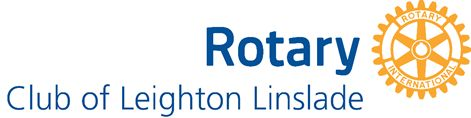 Rotary
Club of Leighton Linslade
ROTARY
INTERNATIONAL